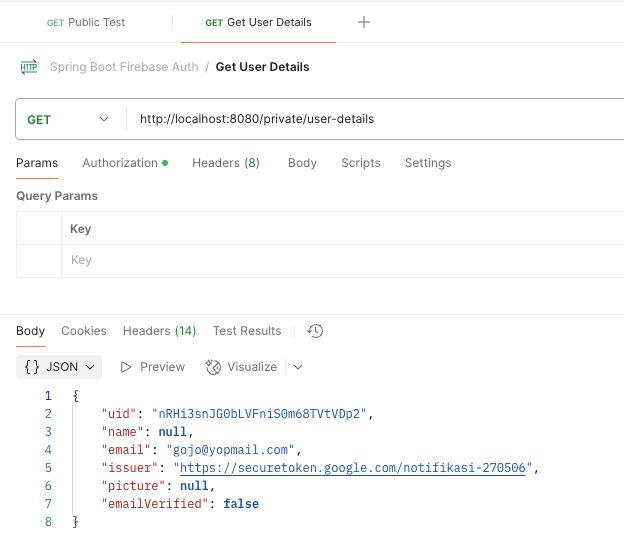 GET Public Test GET Get User Details
HTTP Spring Boot Firebase Auth / Get User Details
GET http://localhost:8080/private/user-details
Params Authorization Headers (8) Body Scripts Settings
Query Params
Key
Key
Body Cookies Headers (14) Test Results
{} JSON Preview Visualize
1 {
2 "uid": "nRHi3snJG0bLVFniS0m68TVtVDp2",
3 "name": null,
4 "email": "gojo@yopmail.com",
5 "issuer": "https://securetoken.google.com/notifikasi-270506",
6 "picture": null,
7 "emailVerified": false
8 }